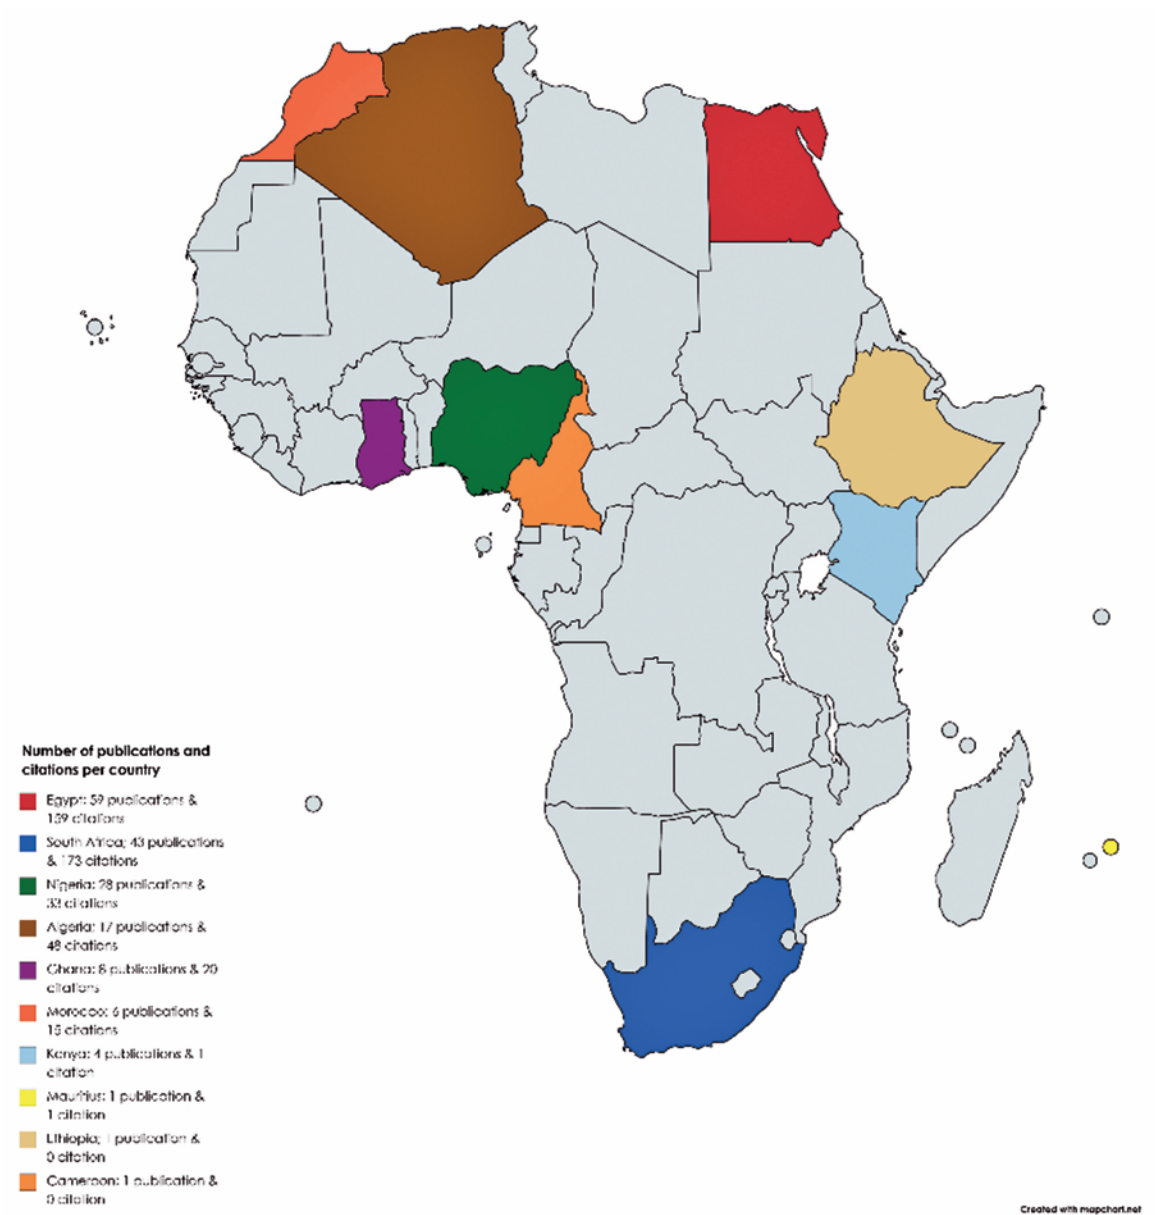 Number of publications and
citations per country
Egypt: 59 publications &
159 citations
South Africa; 43 publications
& 173 citations
Nigeria: 28 publications &
33 citations
Algeria: 17 publications &
48 citations
Ghana: 8 publications & 20
citations
Morocco: 6 publications &
15 citations
Kenya: 4 publications & 1
citation
Mauritius: 1 publication &
1 citation
Ethiopia; 1 publication &
0 citation
Cameroon: 1 publication &
0 citation
Created with mapchart.net